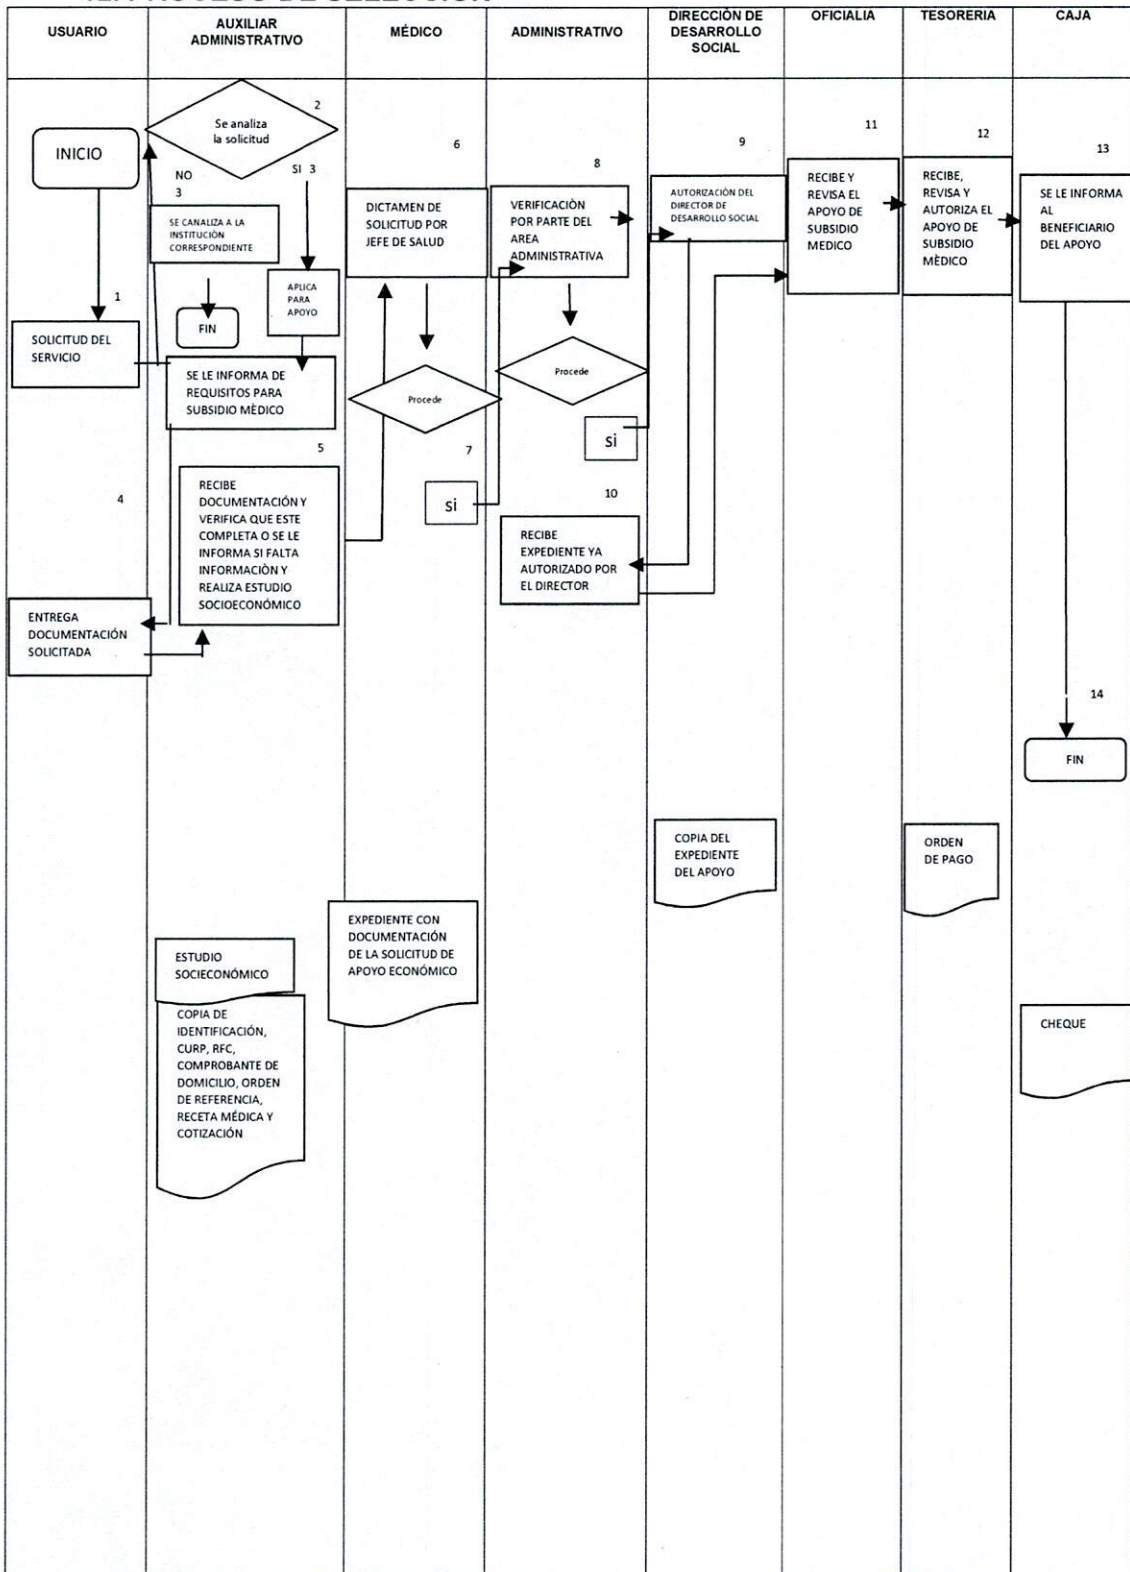 USUARIO
AUXILIAR
ADMINISTRATIVO
MÉDICO
ADMINISTRATIVO
DIRECCIÒN DE
DESARROLLO
SOCIAL
OFICIALIA
TESORERIA
CAJA
INICIO
1
SOLICITUD DEL
SERVICIO
2
Se analiza
la solicitud
NO
3
SI 3
SE CANALIZA A LA
INSTITUCIÒN
CORRESPONDIENTE
FIN
APLICA
PARA
APOYO
SE LE INFORMA DE
REQUISITOS PARA
SUBSIDIO MÈDICO
4
ENTREGA
DOCUMENTACIÓN
SOLICITADA
5
RECIBE
DOCUMENTACIÓN Y
VERIFICA QUE ESTE
COMPLETA O SE LE
INFORMA SI FALTA
INFORMACIÒN Y
REALIZA ESTUDIO
SOCIOECONÓMICO
6
DICTAMEN DE
SOLICITUD POR
JEFE DE SALUD
Procede
7
si
8
VERIFICACIÒN
POR PARTE DEL
AREA
ADMINISTRATIVA
Procede
si
9
AUTORIZACIÒN DEL
DIRECTOR DE
DESARROLLO SOCIAL
10
RECIBE
EXPEDIENTE YA
AUTORIZADO POR
EL DIRECTOR
11
RECIBE Y
REVISA EL
APOYO DE
SUBSIDIO
MEDICO
12
RECIBE,
REVISA Y
AUTORIZA EL
APOYO DE
SUBSIDIO
MÈDICO
13
SE LE INFORMA
AL
BENEFICIARIO
DEL APOYO
14
FIN
COPIA DEL
EXPEDIENTE
DEL APOYO
ORDEN
DE PAGO
EXPEDIENTE CON
DOCUMENTACIÓN
DE LA SOLICITUD DE
APOYO ECONÓMICO
ESTUDIO
SOCIECONÓMICO
COPIA DE
IDENTIFICACIÓN,
CURP, RFC,
COMPROBANTE DE
DOMICILIO, ORDEN
DE REFERENCIA,
RECETA MÉDICA Y
COTIZACIÓN
CHEQUE